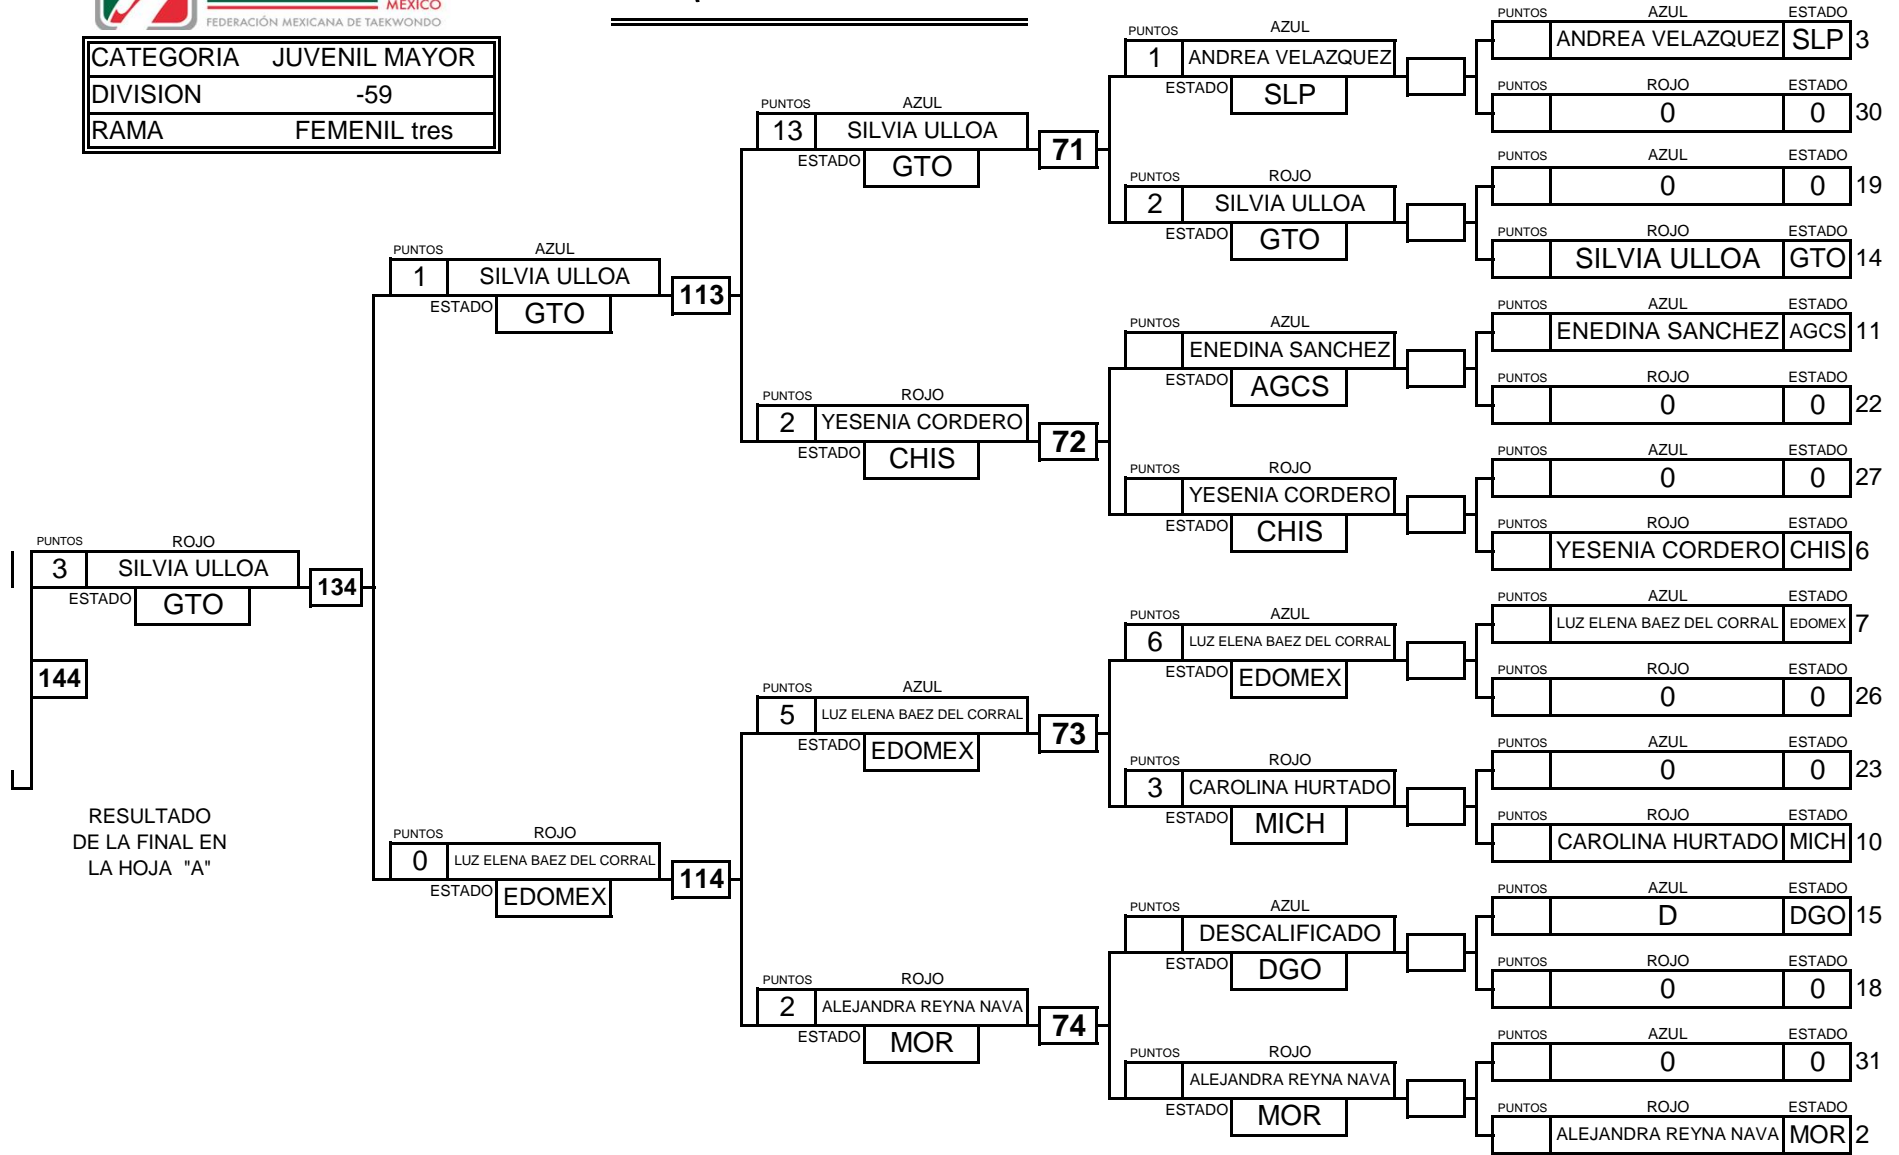 MEXICO
FEDERACIÓN MEXICANA DE TAEKWONDO
CATEGORIA JUVENIL MAYOR
DIVISION -59
RAMA FEMENIL tres
PUNTOS ROJO
3 SILVIA ULLOA
ESTADO GTO
134
144
RESULTADO
DE LA FINAL EN
LA HOJA "A"
PUNTOS AZUL
1 SILVIA ULLOA
ESTADO GTO
113
PUNTOS ROJO
0 LUZ ELENA BAEZ DEL CORRAL
ESTADO EDOMEX
114
PUNTOS AZUL
13 SILVIA ULLOA
ESTADO GTO
71
PUNTOS ROJO
2 YESENIA CORDERO
ESTADO CHIS
72
PUNTOS AZUL
5 LUZ ELENA BAEZ DEL CORRAL
ESTADO EDOMEX
73
PUNTOS ROJO
2 ALEJANDRA REYNA NAVA
ESTADO MOR
74
PUNTOS AZUL
1 ANDREA VELAZQUEZ
ESTADO SLP
PUNTOS ROJO
2 SILVIA ULLOA
ESTADO GTO
PUNTOS AZUL
ENEDINA SANCHEZ
ESTADO AGCS
PUNTOS ROJO
YESENIA CORDERO
ESTADO CHIS
PUNTOS AZUL
6 LUZ ELENA BAEZ DEL CORRAL
ESTADO EDOMEX
PUNTOS ROJO
3 CAROLINA HURTADO
ESTADO MICH
PUNTOS AZUL
DESCALIFICADO
ESTADO DGO
PUNTOS ROJO
ALEJANDRA REYNA NAVA
ESTADO MOR
PUNTOS AZUL ESTADO
ANDREA VELAZQUEZ SLP 3
PUNTOS ROJO ESTADO
0 0 30
PUNTOS AZUL ESTADO
0 0 19
PUNTOS ROJO ESTADO
SILVIA ULLOA GTO 14
PUNTOS AZUL ESTADO
ENEDINA SANCHEZ AGCS 11
PUNTOS ROJO ESTADO
0 0 22
PUNTOS AZUL ESTADO
0 0 27
PUNTOS ROJO ESTADO
YESENIA CORDERO CHIS 6
PUNTOS AZUL ESTADO
LUZ ELENA BAEZ DEL CORRAL EDOMEX 7
PUNTOS ROJO ESTADO
0 0 26
PUNTOS AZUL ESTADO
0 0 23
PUNTOS ROJO ESTADO
CAROLINA HURTADO MICH 10
PUNTOS AZUL ESTADO
D DGO 15
PUNTOS ROJO ESTADO
0 0 18
PUNTOS AZUL ESTADO
0 0 31
PUNTOS ROJO ESTADO
ALEJANDRA REYNA NAVA MOR 2